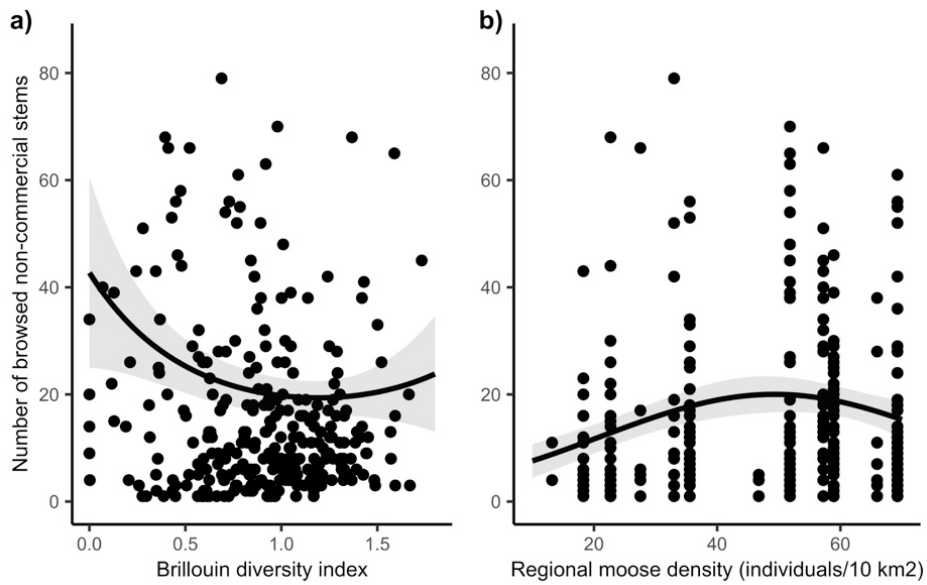 a)
Number of browsed non-commercial stems
80
60
40
20
0
0.0 0.5 1.0 1.5
Brillouin diversity index
b)
80
60
40
20
0
20 40 60
Regional moose density (individuals/10 km2)